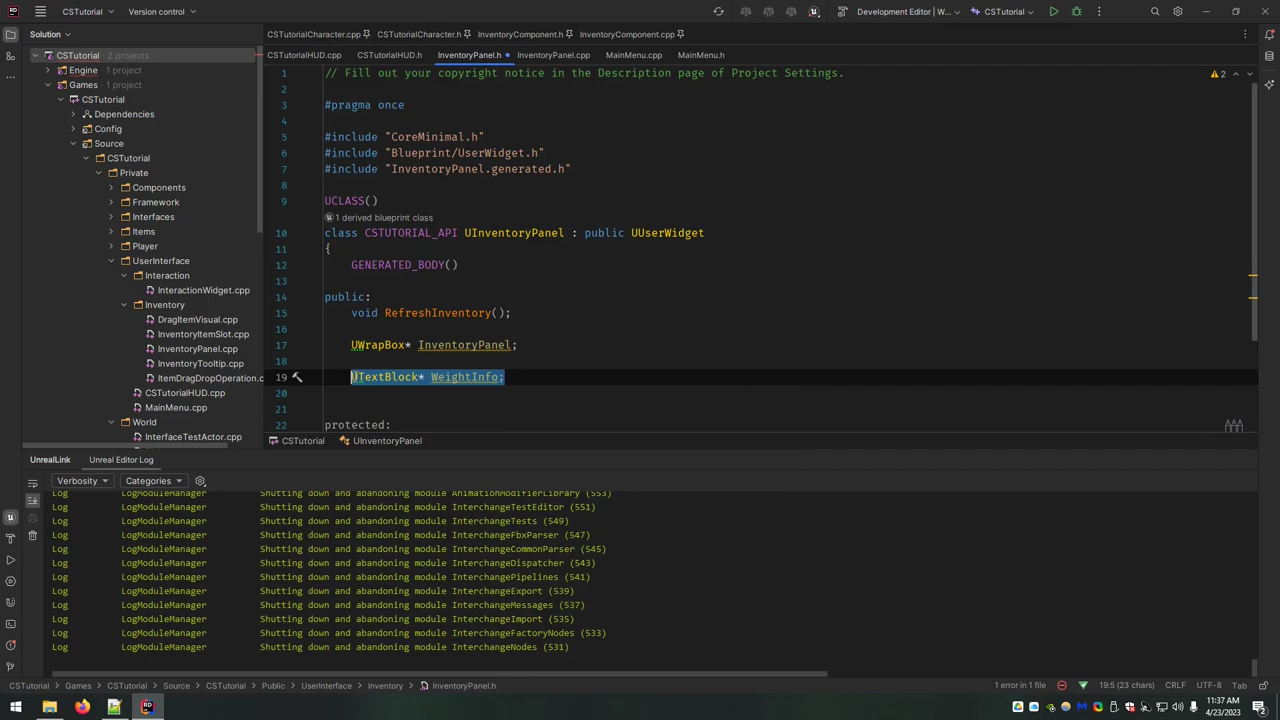 CSTutorial Version control Development Editor | W... CSTutorial
Solution
CSTutorial 2 projects
Engine 1 project
Games 1 project
CSTutorial
Dependencies
Config
Source
CSTutorial
Private
Components
Framework
Interfaces
Items
Player
UserInterface
Interaction
InteractionWidget.cpp
Inventory
DragItemVisual.cpp
InventoryItemSlot.cpp
InventoryPanel.cpp
InventoryTooltip.cpp
ItemDragDropOperation.c
CSTutorialHUD.cpp
MainMenu.cpp
World
InterfaceTestActor.cpp
CSTutorialCharacter.cpp CSTutorialCharacter.h InventoryComponent.h InventoryComponent.cpp
CSTutorialHUD.cpp CSTutorialHUD.h InventoryPanel.h InventoryPanel.cpp MainMenu.cpp MainMenu.h
1 // Fill out your copyright notice in the Description page of Project Settings. 2
2
3 #pragma once
4
5 #include "CoreMinimal.h"
6 #include "Blueprint/UserWidget.h"
7 #include "InventoryPanel.generated.h"
8
9 UCLASS()
1 derived blueprint class
10 class CSTUTORIAL_API UInventoryPanel : public UUserWidget
11 {
12 GENERATED_BODY()
13
14 public:
15 void RefreshInventory();
16
17 UWrapBox* InventoryPanel;
18
19 UTextBlock* WeightInfo;
20
21
22 protected:
CSTutorial UInventoryPanel
UnrealLink Unreal Editor Log
Verbosity Categories
Log LogModuleManager Shutting down and abandoning module AnimationModifierLibrary (553)
Log LogModuleManager Shutting down and abandoning module InterchangeTestEditor (551)
Log LogModuleManager Shutting down and abandoning module InterchangeTests (549)
Log LogModuleManager Shutting down and abandoning module InterchangeFbxParser (547)
Log LogModuleManager Shutting down and abandoning module InterchangeCommonParser (545)
Log LogModuleManager Shutting down and abandoning module InterchangeDispatcher (543)
Log LogModuleManager Shutting down and abandoning module InterchangePipelines (541)
Log LogModuleManager Shutting down and abandoning module InterchangeExport (539)
Log LogModuleManager Shutting down and abandoning module InterchangeMessages (537)
Log LogModuleManager Shutting down and abandoning module InterchangeImport (535)
Log LogModuleManager Shutting down and abandoning module InterchangeFactoryNodes (533)
Log LogModuleManager Shutting down and abandoning module InterchangeNodes (531)
CSTutorial Games CSTutorial Source CSTutorial Public UserInterface Inventory InventoryPanel.h 1 error in 1 file 19:5 (23 chars) CRLF UTF-8 Tab
11:37 AM
4/23/2023